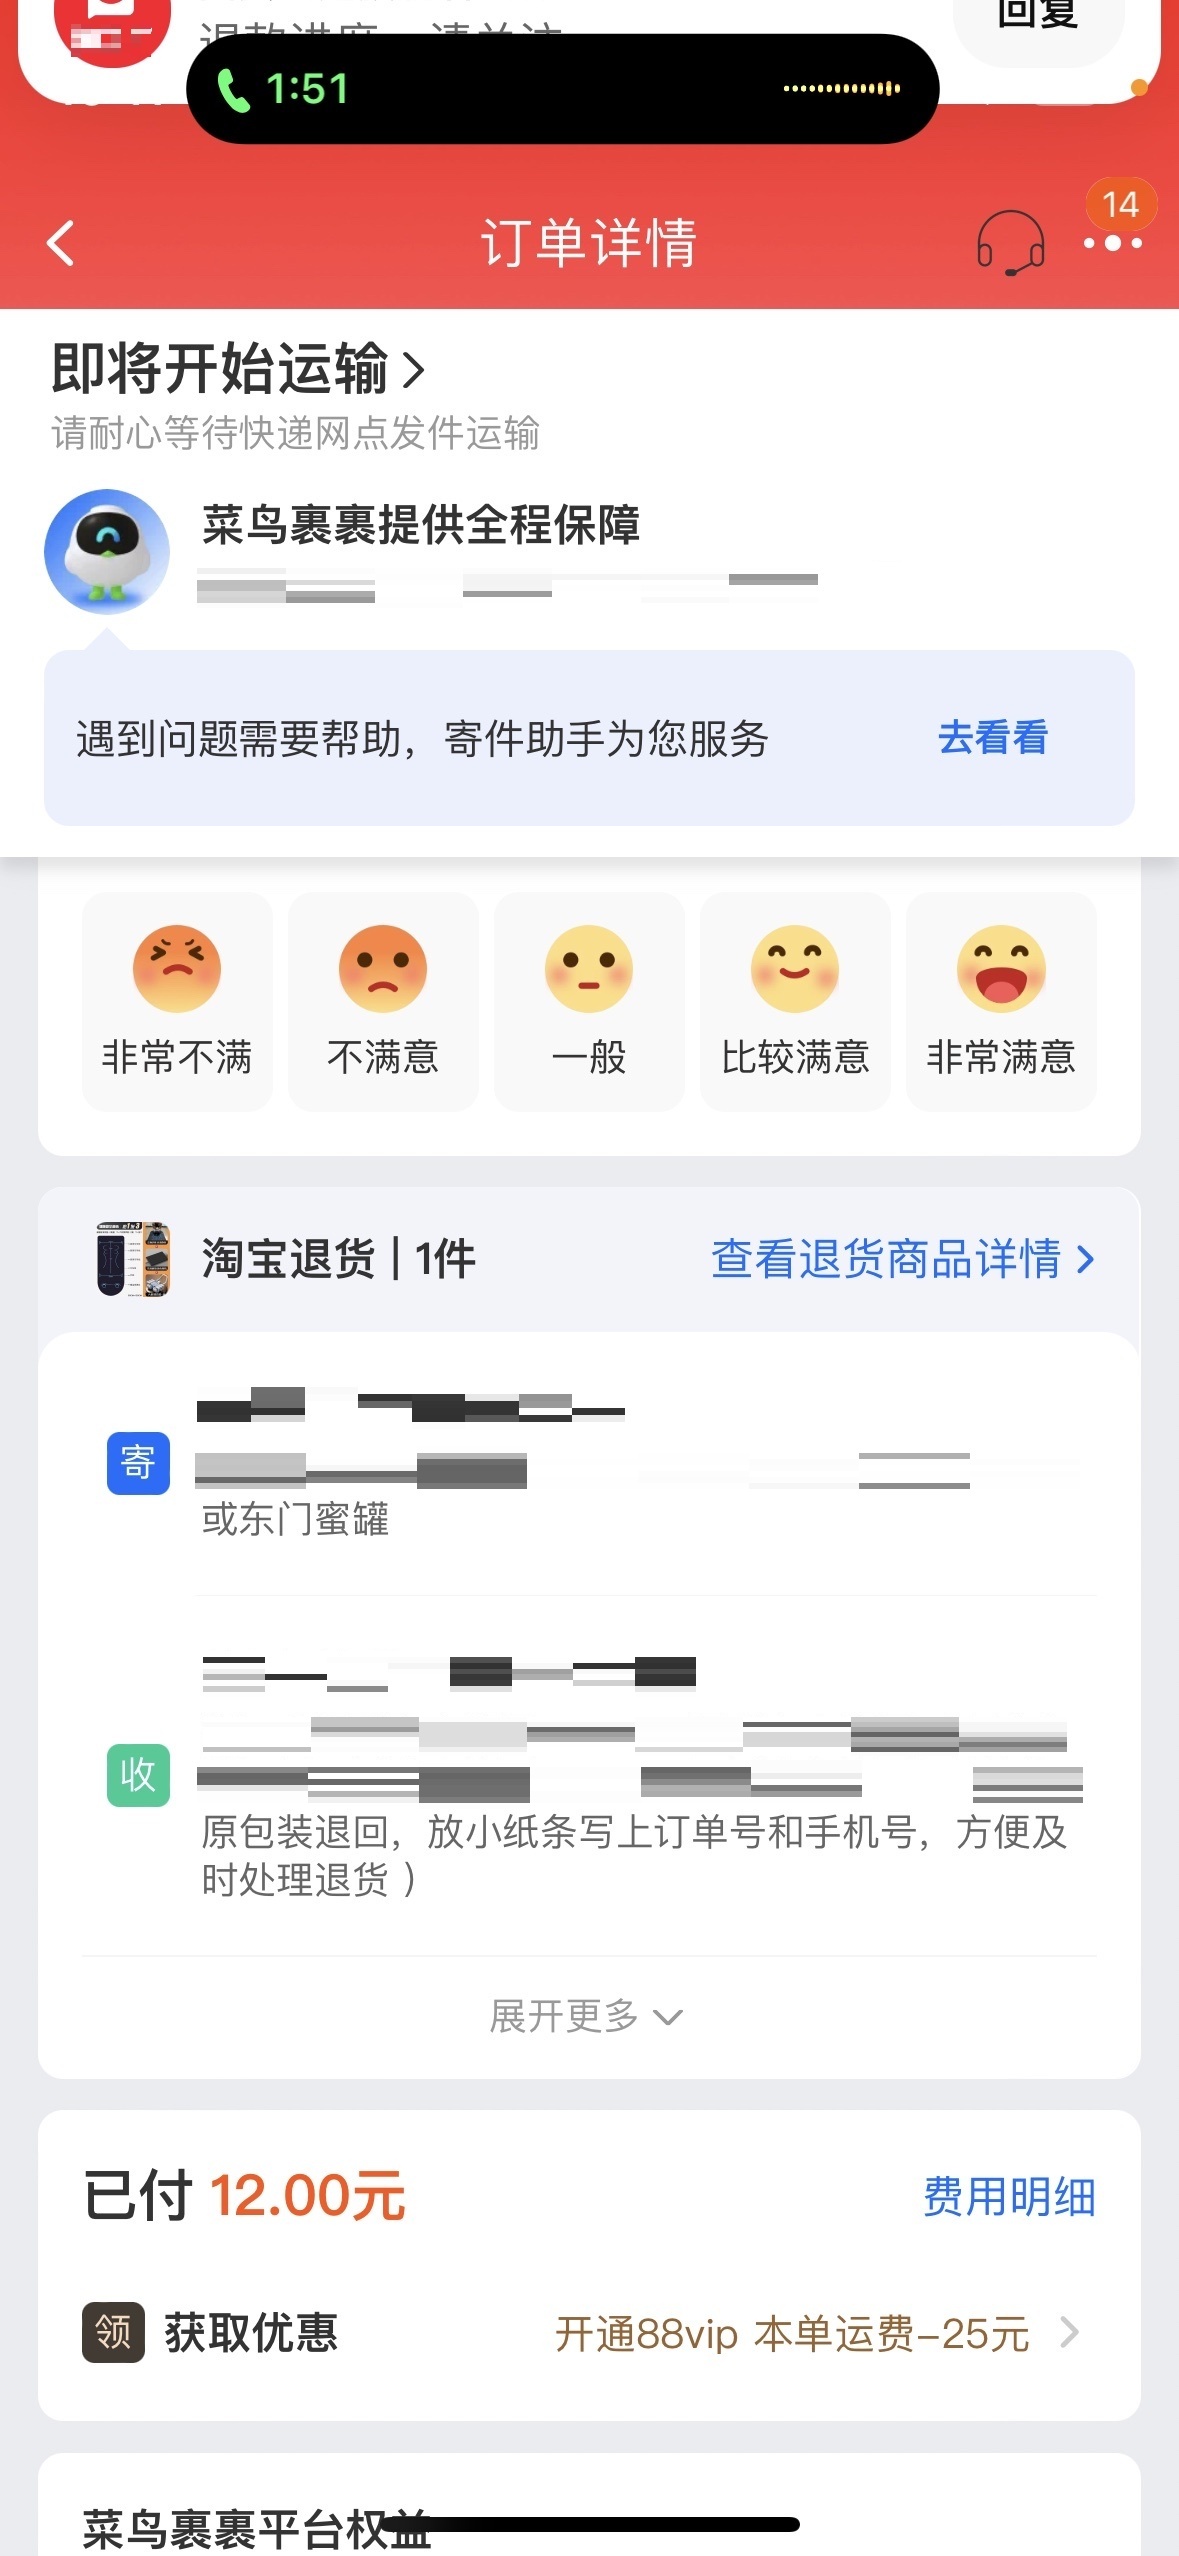 回复
1:51
订单详情
14
即将开始运输
请耐心等待快递网点发件运输
菜鸟裹裹提供全程保障
遇到问题需要帮助，寄件助手为您服务 去看看
非常不满 不满意 一般 比较满意 非常满意
淘宝退货 | 1件 查看退货商品详情
寄
或东门蜜罐
收
原包装退回，放小纸条写上订单号和手机号，方便及
时处理退货 ）
展开更多
已付 12.00元 费用明细
领 获取优惠 开通88vip 本单运费-25元
菜鸟裹裹平台权益